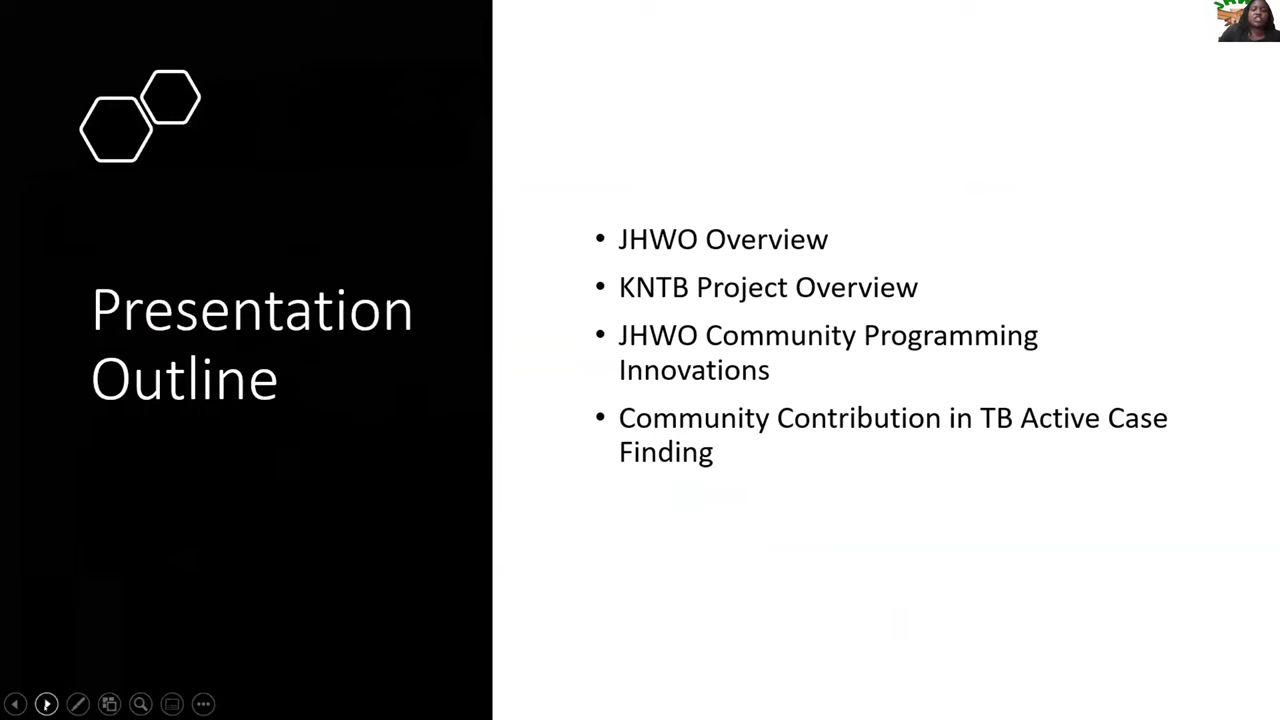 Presentation
Outline
• JHWO Overview
• KNTB Project Overview
• JHWO Community Programming
Innovations
• Community Contribution in TB Active Case
Finding